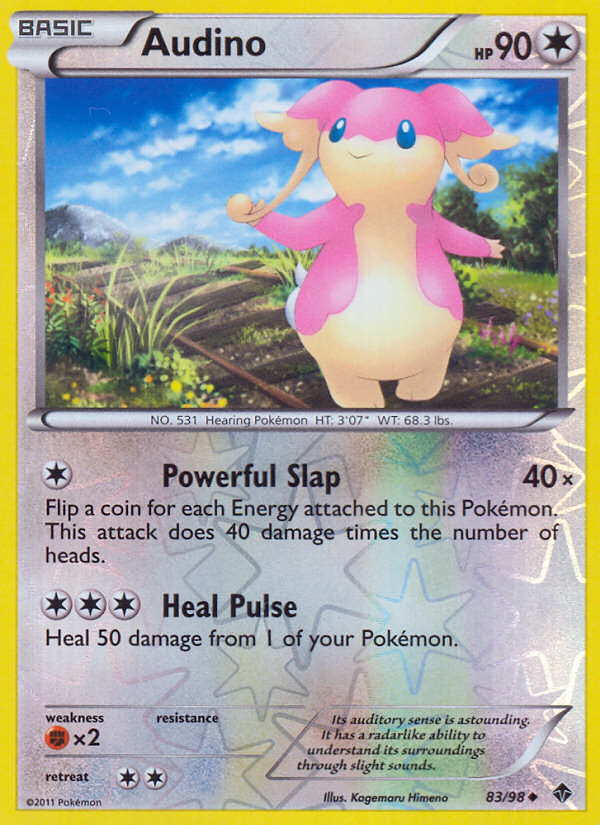 BASIC
Audino
HP 90
NO. 531 Hearing Pokémon HT: 3'07" WT: 68.3 lbs.
Powerful Slap 40×
Flip a coin for each Energy attached to this Pokémon.
This attack does 40 damage times the number of
heads.
Heal Pulse
Heal 50 damage from 1 of your Pokémon.
weakness resistance
×2
Its auditory sense is astounding.
It has a radarlike ability to
understand its surroundings
through slight sounds.
retreat
©2011 Pokémon
Illus. Kagemaru Himeno
83/98